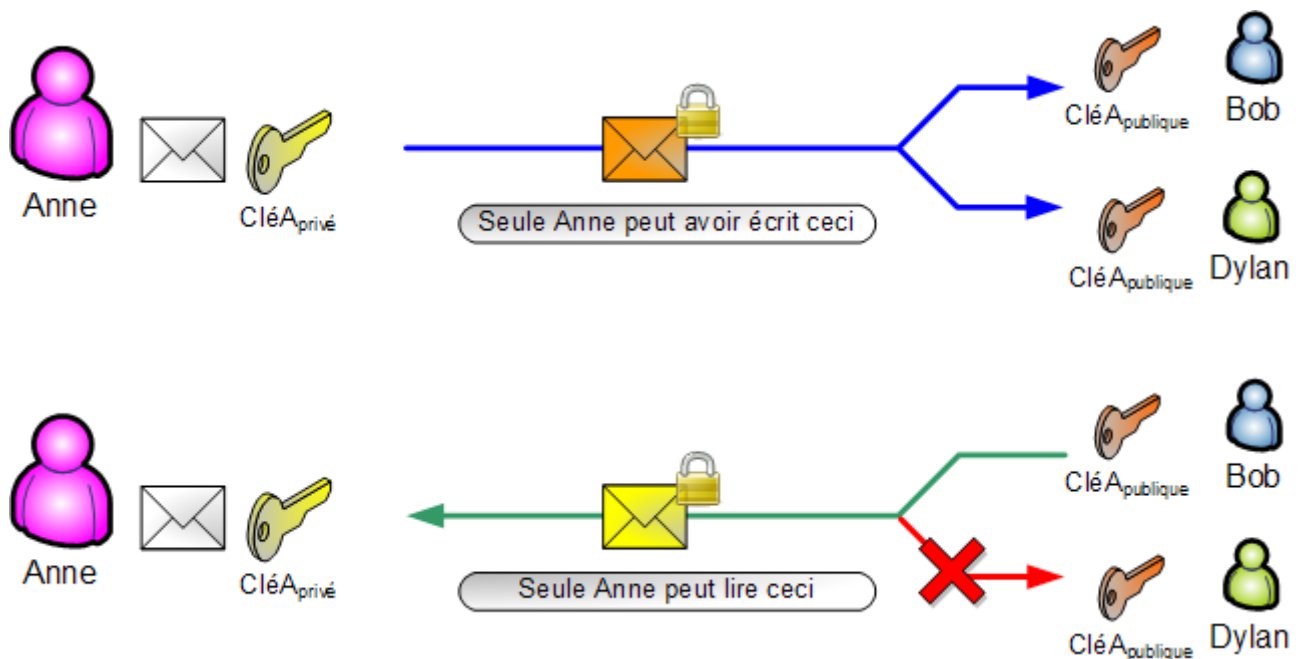 Anne
CléAprivé
Seule Anne peut avoir écrit ceci
CléApublique
Bob
CléApublique
Dylan
Anne
CléAprivé
Seule Anne peut lire ceci
CléApublique
Bob
CléApublique
Dylan